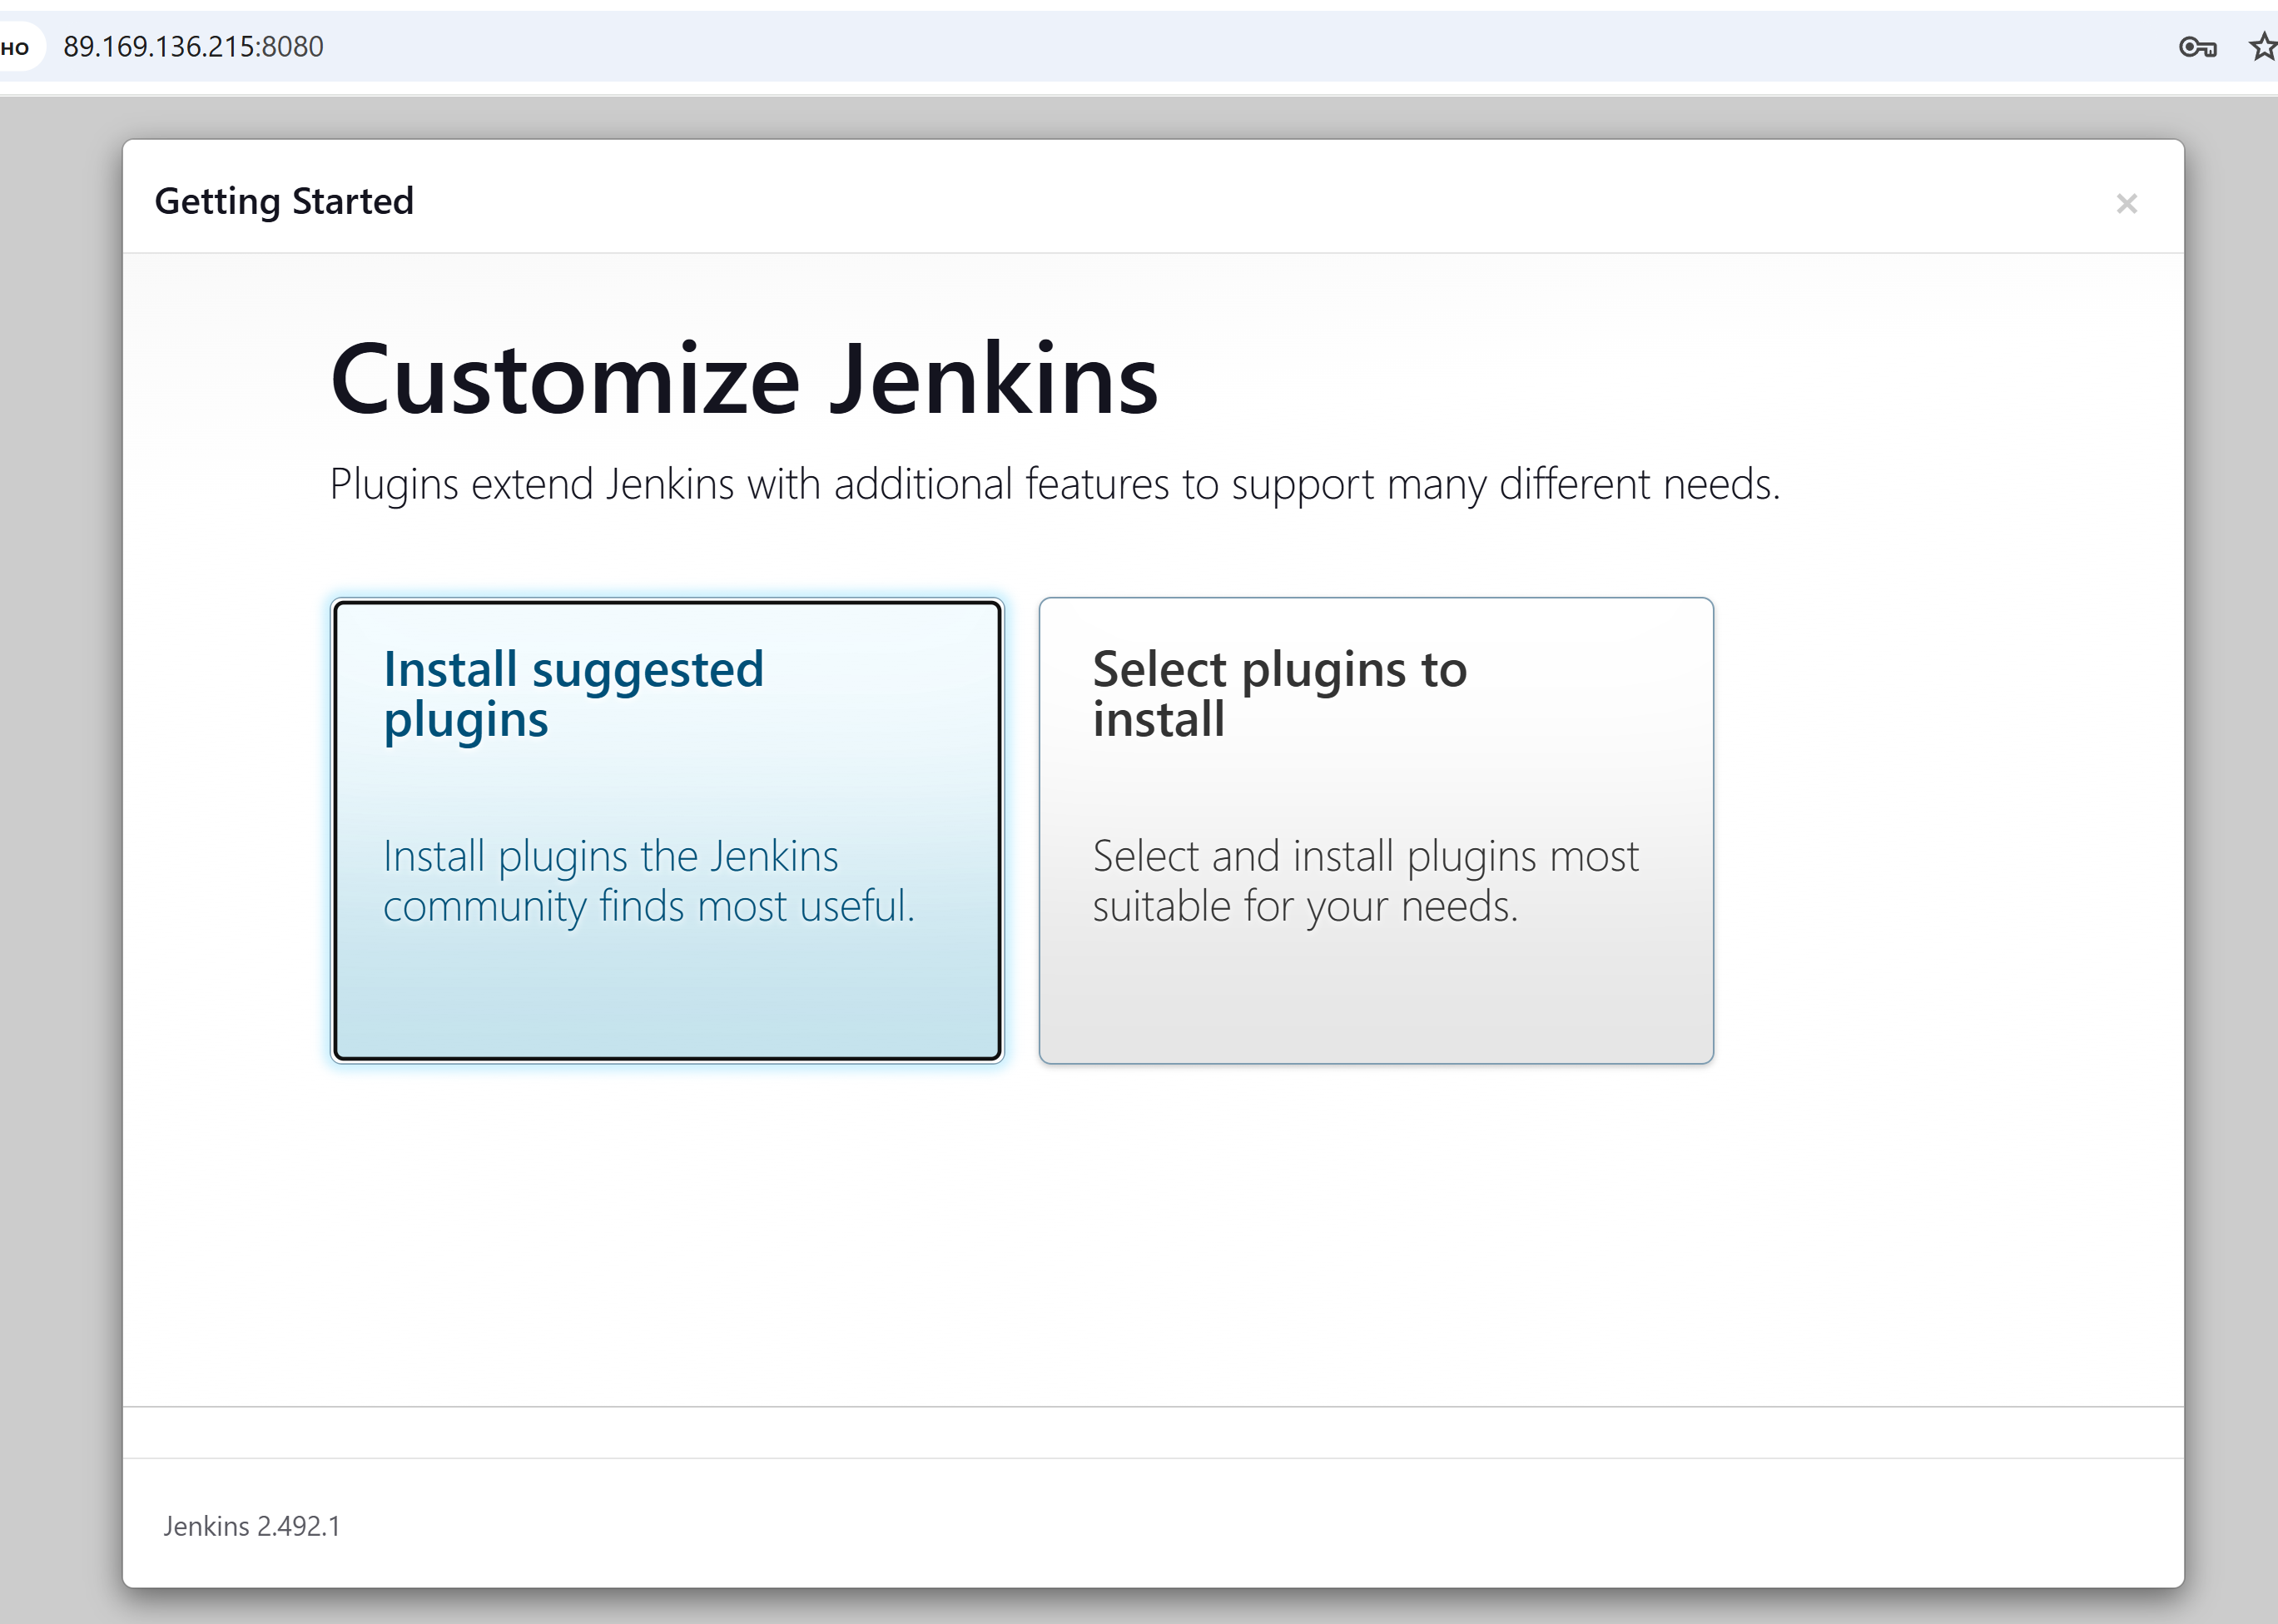 но 89.169.136.215:8080
Getting Started ×
Customize Jenkins
Plugins extend Jenkins with additional features to support many different needs.
Install suggested
plugins
Install plugins the Jenkins
community finds most useful.
Select plugins to
install
Select and install plugins most
suitable for your needs.
Jenkins 2.492.1